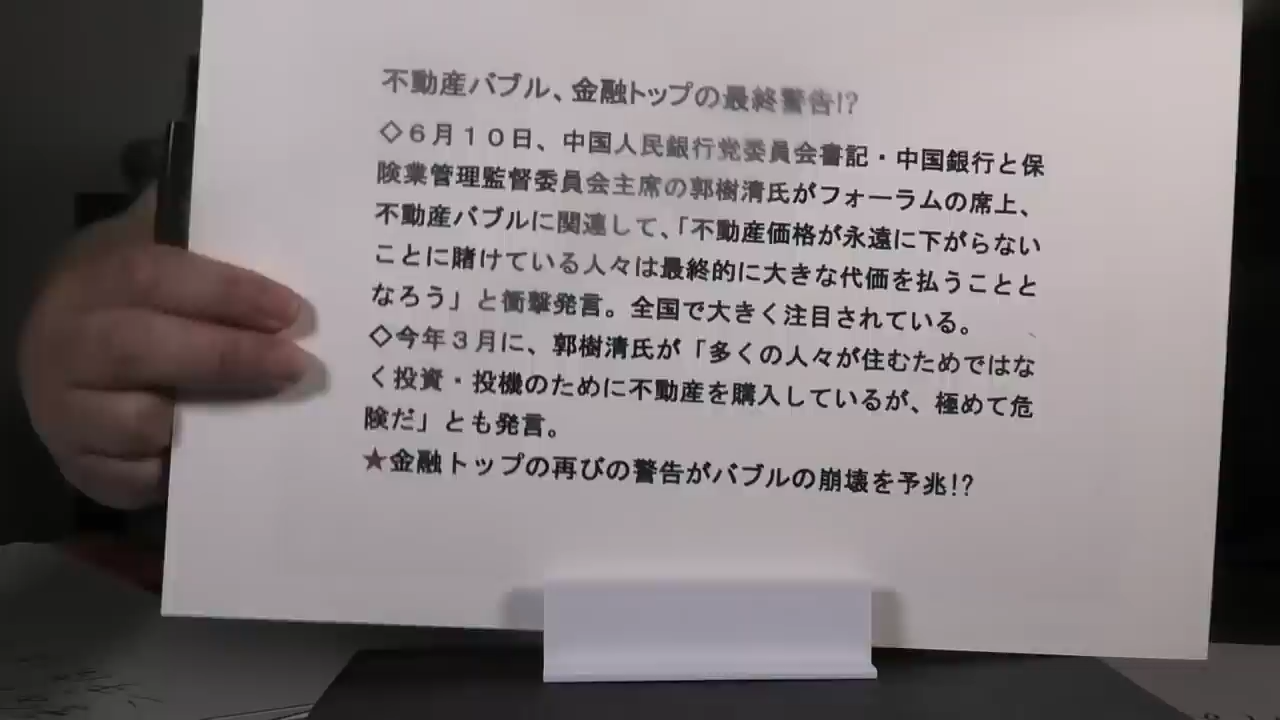 不動産バブル、金融トップの最終警告!?
◇６月１０日、中国人民銀行党委員会書記・中国銀行と保
険業管理監督委員会主席の郭樹清氏がフォーラムの席上、
不動産バブルに関連して、「不動産価格が永遠に下がらない
ことに賭けている人々は最終的に大きな代価を払うことと
なろう」と衝撃発言。全国で大きく注目されている。
◇今年３月に、郭樹清氏が「多くの人々が住むためではな
く投資・投機のために不動産を購入しているが、極めて危
険だ」とも発言。
★金融トップの再びの警告がバブルの崩壊を予兆!?